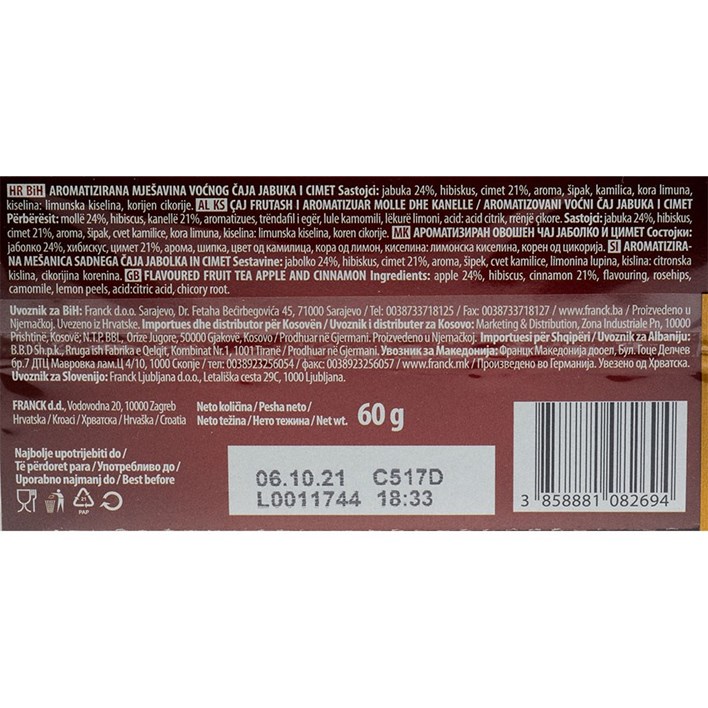 HR BiH AROMATIZIRANA MJEŠAVINA VOĆNOG ČAJA JABUKA I CIMET Sastojci: jabuka 24%, hibiskus, cimet 21%, aroma, šipak, kamilica, kora limuna,
kiselina: limunska kiselina, korijen cikorije. AL KS ÇAJ FRUTASH I AROMATIZUAR MOLLE DHE KANELLE / AROMATIZOVANI VOĆNI ČAJ JABUKA I CIMET
Përbërësit: mollë 24%, hibiscus, kanellë 21%, aromatizues, trëndafil i egër, lule kamomili, lëkurë limoni, acid: acid citrik, rrënjë çikore. Sastojci: jabuka 24%, hibiskus,
cimet 21%, aroma, šipak, cvet kamilice, kora limuna, kiselina: limunska kiselina, koren cikorije. MK АРОМАТИЗИРАН ОВОШЕН ЧАЈ ЈАБОЛКО И ЦИМЕТ Состојки:
јаболко 24%, хибискус, цимет 21%, арома, шипка, цвет од камилица, кора од лимон, киселина: лимонска киселина, корен од цикорија. SI AROMATIZIRA-
NA MEŠANICA SADNEGA ČAJA JABOLKA IN CIMET Sestavine: jabolko 24%, hibiskus, cimet 21%, aroma, šipek, cvet kamilice, limonina lupina, kislina: citronska
kislina, cikorijina korenina. GB FLAVOURED FRUIT TEA APPLE AND CINNAMON Ingredients: apple 24%, hibiscus, cinnamon 21%, flavouring, rosehips,
camomile, lemon peels, acid:citric acid, chicory root.
Uvoznik za BiH: Franck d.o.o. Sarajevo, Dr. Fetaha Bećirbegovića 45, 71000 Sarajevo / Tel: 0038733718125 / Fax: 0038733718127 / www.franck.ba / Proizvedeno u
Njemačkoj. Uvezeno iz Hrvatske. Importues dhe distributor për Kosovën / Uvoznik i distributer za Kosovo: Marketing & Distribution, Zona Industriale Pn, 10000
Prishtinë, Kosovë, N.T.P. BBL, Orize Jugore, 50000 Gjakovë, Kosovo / Prodhuar në Gjermani. Proizvedeno u Njemačkoj. Importuesi për Shqipëri / Uvoznik za Albaniju:
B.B.D Sh.p.k., Rruga ish Fabrika e Qelqit, Kombinat Nr.1, 1001 Tiranë / Prodhuar në Gjermani. Увозник за Македонија: Францк Македонија дооел, Бул. Гоце Делчев
бр.7 ДТЦ Мавровка лам.Ц 4/10, 1000 Скопје / тел: 0038923256054 / факс: 0038923254064 / www.franck.mk / Произведено во Германија. Увезено од Хрватска.
Uvoznik za Slovenijo: Franck Ljubljana d.o.o., Letališka cesta 29C, 1000 Ljubljana.
FRANCK d.d., Vodovodna 20, 10000 Zagreb
Hrvatska / Kroaci / Хрватска / Hrvaška / Croatia
Neto količina / Pesha neto /
Neto težina / Нето тежина / Net wt. 60 g
Najbolje upotrijebiti do /
Të përdoret para / Употребливо до /
Uporabno najmanj do / Best before
06.10.21 C517D
L0011744 18:33
21
PAP
3 858881 082694